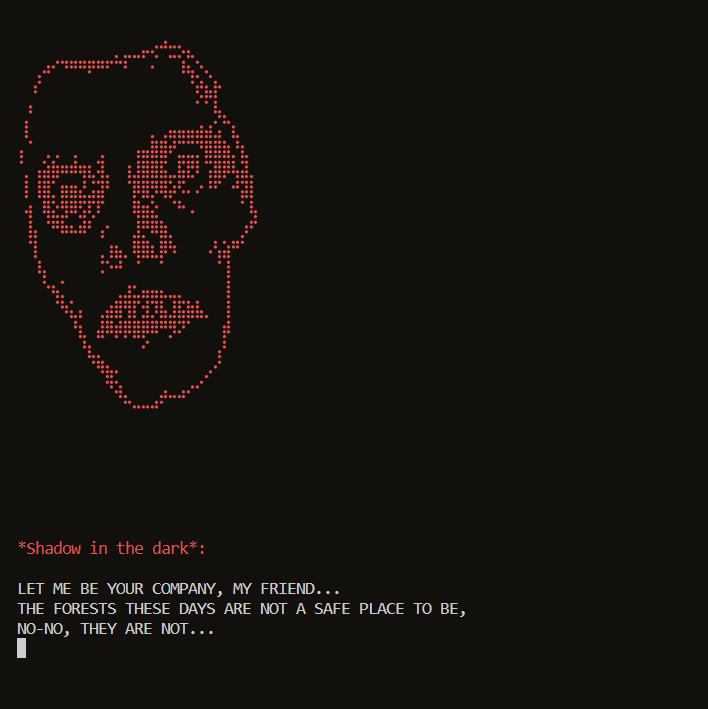 *Shadow in the dark*:
LET ME BE YOUR COMPANY, MY FRIEND...
THE FORESTS THESE DAYS ARE NOT A SAFE PLACE TO BE,
NO-NO, THEY ARE NOT...